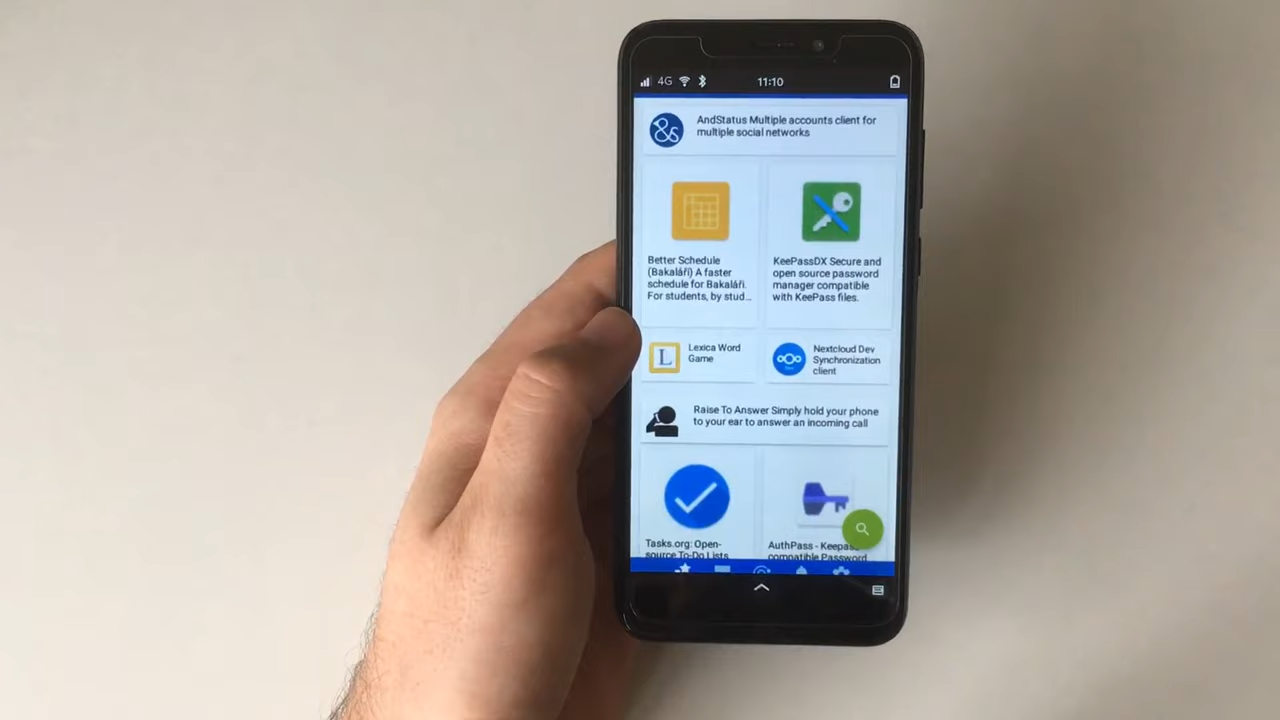 4G
11:10
AndStatus Multiple accounts client for
multiple social networks
Better Schedule
(Bakaláři) A faster
schedule for Bakaláři.
For students, by stud...
KeePassDX Secure and
open source password
manager compatible
with KeePass files.
L
Lexica Word
Game
Nextcloud Dev
Synchronization
client
Raise To Answer Simply hold your phone
to your ear to answer an incoming call
Tasks.org: Open-
source To-Do Lists
AuthPass - Keepass
compatible Password